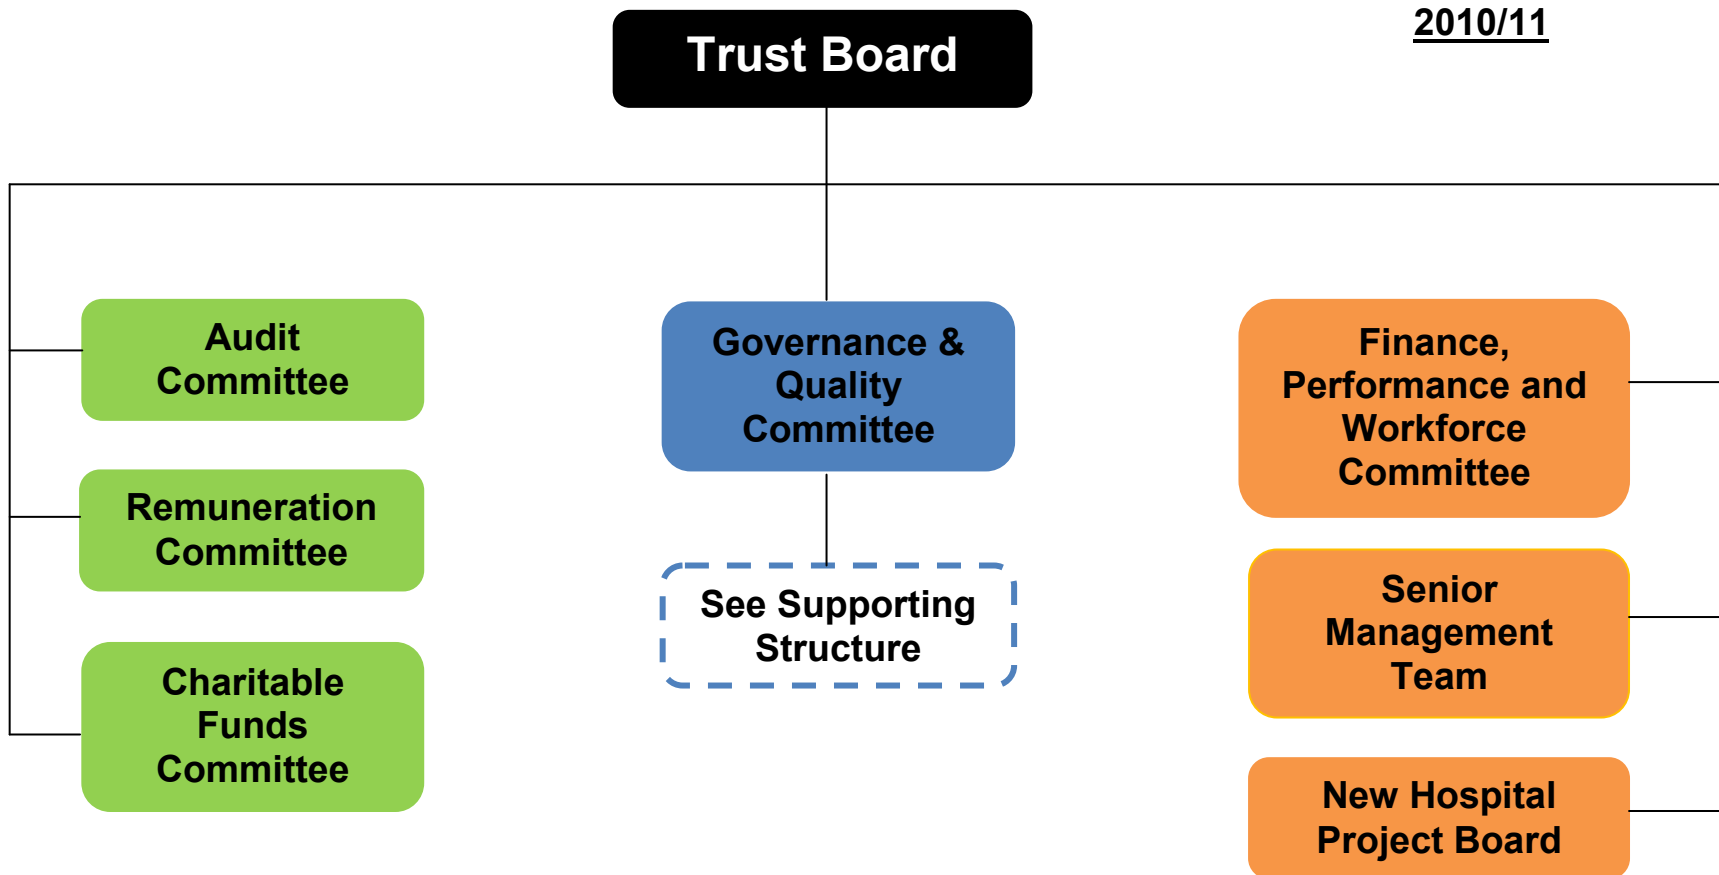 2010/11
Trust Board
Audit
Committee
Remuneration
Committee
Charitable
Funds
Committee
Governance &
Quality
Committee
See Supporting
Structure
Finance,
Performance and
Workforce
Committee
Senior
Management
Team
New Hospital
Project Board